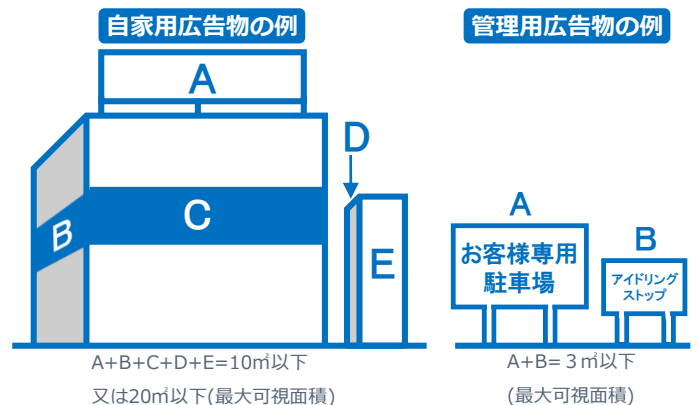 自家用広告物の例
A
B
C
D
E
A+B+C+D+E=10㎡以下
又は20㎡以下(最大可視面積)
管理用広告物の例
A
お客様専用
駐車場
B
アイドリング
ストップ
A+B=３㎡以下
(最大可視面積)